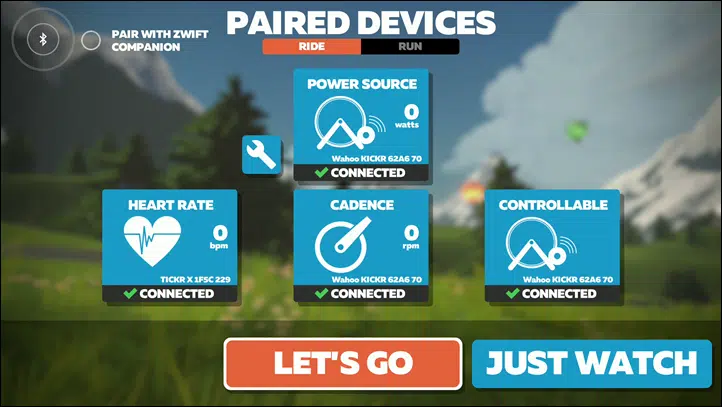 PAIR WITH ZWIFT
COMPANION
PAIRED DEVICES
RIDE
RUN
POWER SOURCE
0
watts
Wahoo KICKR 62A6 70
CONNECTED
HEART RATE
0
bpm
TICKR X 1F5C 229
CONNECTED
CADENCE
0
rpm
Wahoo KICKR 62A6 70
CONNECTED
CONTROLLABLE
Wahoo KICKR 62A6 70
CONNECTED
LET'S GO
JUST WATCH